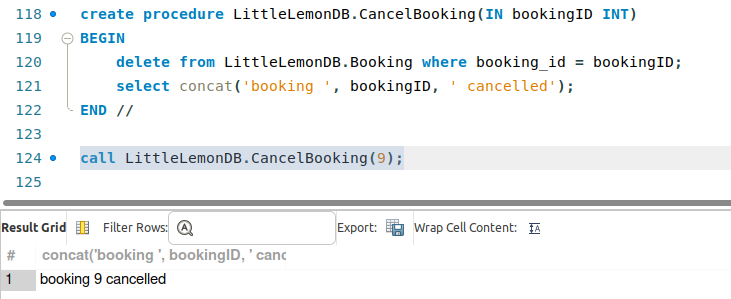 118 create procedure LittleLemonDB.CancelBooking(IN bookingID INT)
119 BEGIN
120 delete from LittleLemonDB.Booking where booking_id = bookingID;
121 select concat('booking ', bookingID, ' cancelled');
122 END //
123
124 call LittleLemonDB.CancelBooking(9);
125
Result Grid Filter Rows: Export: Wrap Cell Content: IA
# concat('booking ', bookingID, ' canc
1 booking 9 cancelled